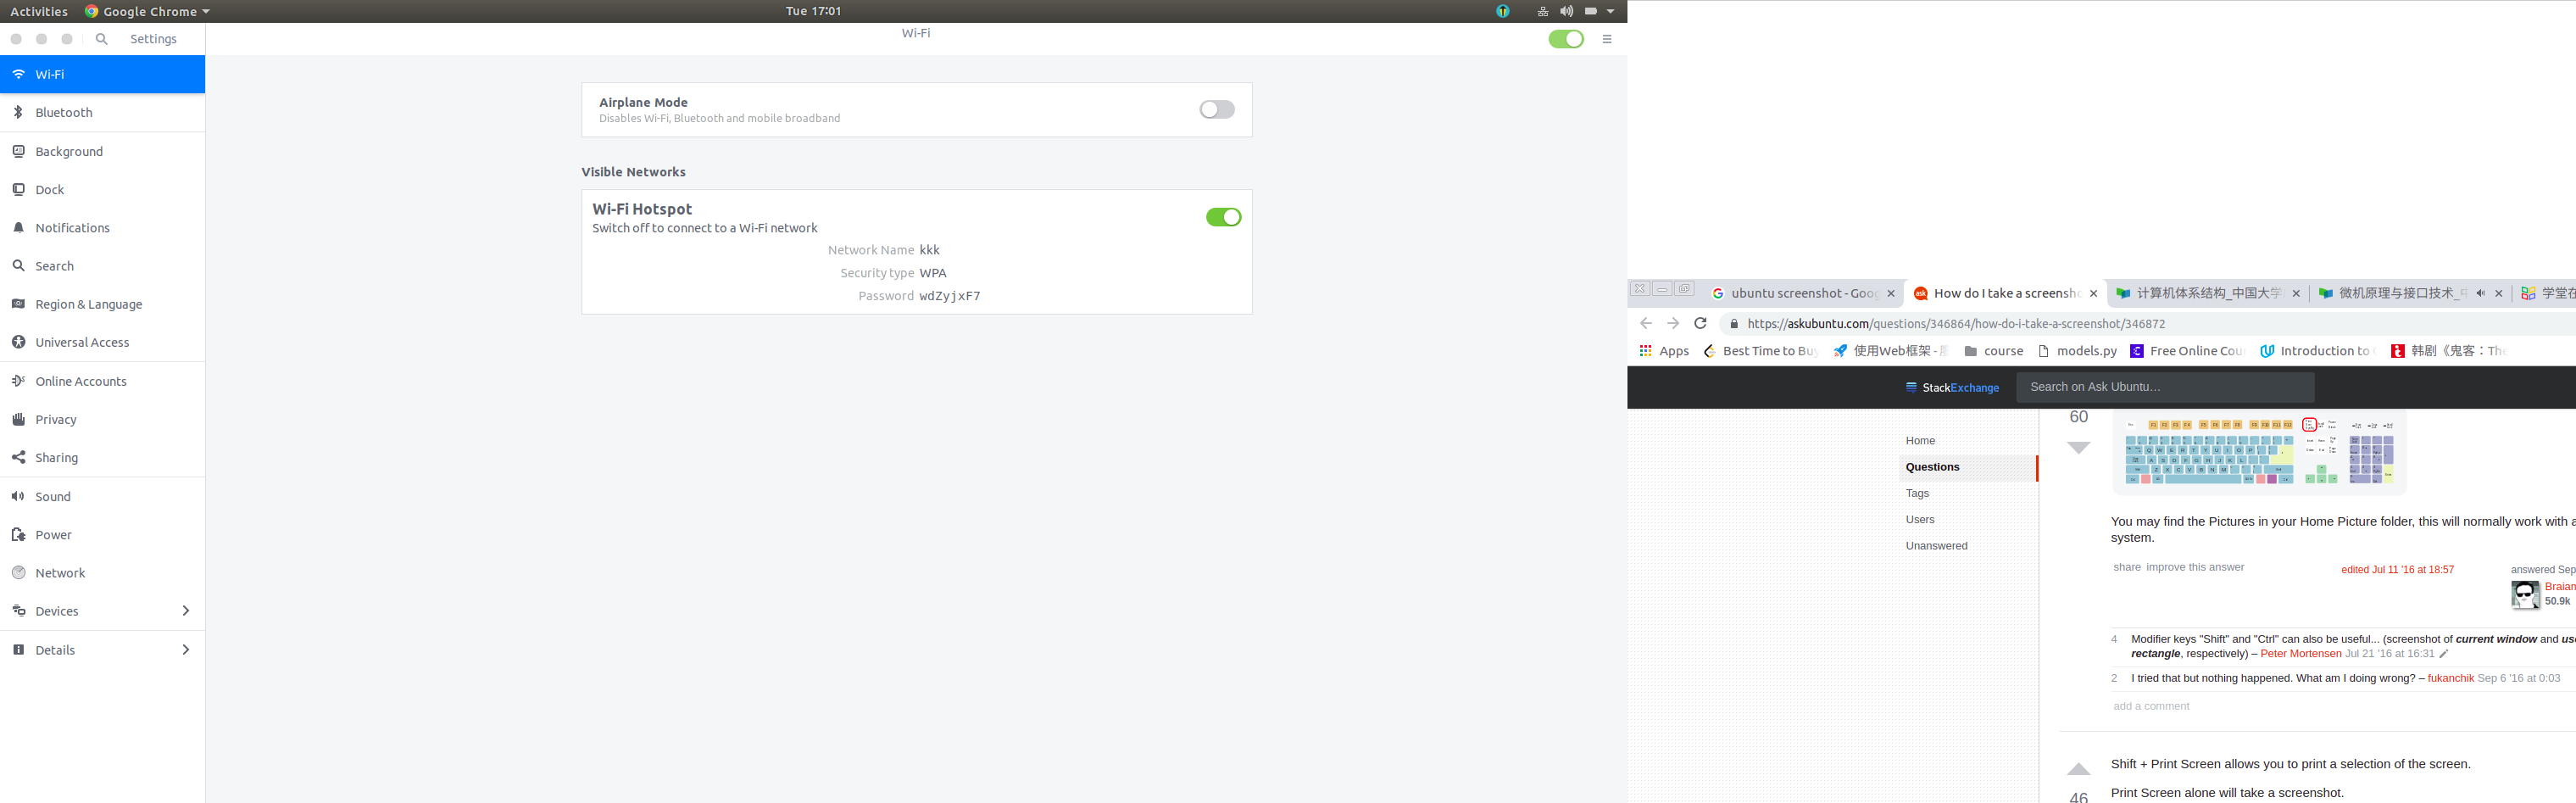 Activities
Google Chrome
Tue 17:01
Settings
Wi-Fi
Wi-Fi
Bluetooth
Background
Dock
Notifications
Search
Region & Language
Universal Access
Online Accounts
Privacy
Sharing
Sound
Power
Network
Devices
Details
Airplane Mode
Disables Wi-Fi, Bluetooth and mobile broadband
Visible Networks
Wi-Fi Hotspot
Switch off to connect to a Wi-Fi network
Network Name kkk
Security type WPA
Password wdZyjxF7
ubuntu screenshot - Goog
How do I take a screensho
计算机体系结构_中国大学
微机原理与接口技术_中
学堂在
https://askubuntu.com/questions/346864/how-do-i-take-a-screenshot/346872
Apps
Best Time to Buy
使用Web框架 -
course
models.py
Free Online Cou
Introduction to
韩剧《鬼客：The
StackExchange
Search on Ask Ubuntu…
Home
Questions
Tags
Users
Unanswered
60
You may find the Pictures in your Home Picture folder, this will normally work with a
system.
share improve this answer
edited Jul 11 '16 at 18:57
answered Sep
Braian
50.9k
4 Modifier keys "Shift" and "Ctrl" can also be useful... (screenshot of current window and use
rectangle, respectively) – Peter Mortensen Jul 21 '16 at 16:31
2 I tried that but nothing happened. What am I doing wrong? – fukanchik Sep 6 '16 at 0:03
add a comment
Shift + Print Screen allows you to print a selection of the screen.
46
Print Screen alone will take a screenshot.